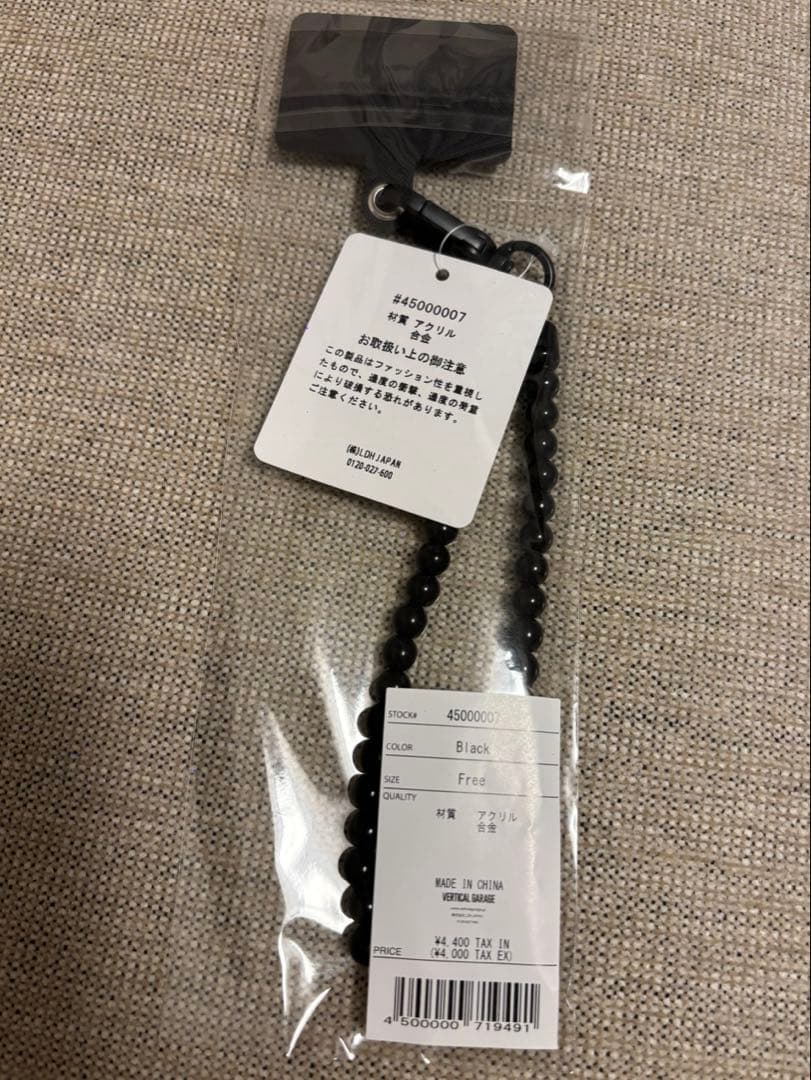 #45000007
材質 アクリル
合金
お取扱い上の御注意
この製品はファッション性を重視し
たもので、過度の衝撃、過度の荷重
により破損する恐れがあります。
ご注意ください。
(株)LDH JAPAN
0120-027-600
STOCK# 45000007
COLOR Black
SIZE Free
QUALITY
材質 アクリル
合金
MADE IN CHINA
VERTICAL GARAGE
¥4,400 TAX IN
PRICE (¥4,000 TAX EX)
4 500000 719491